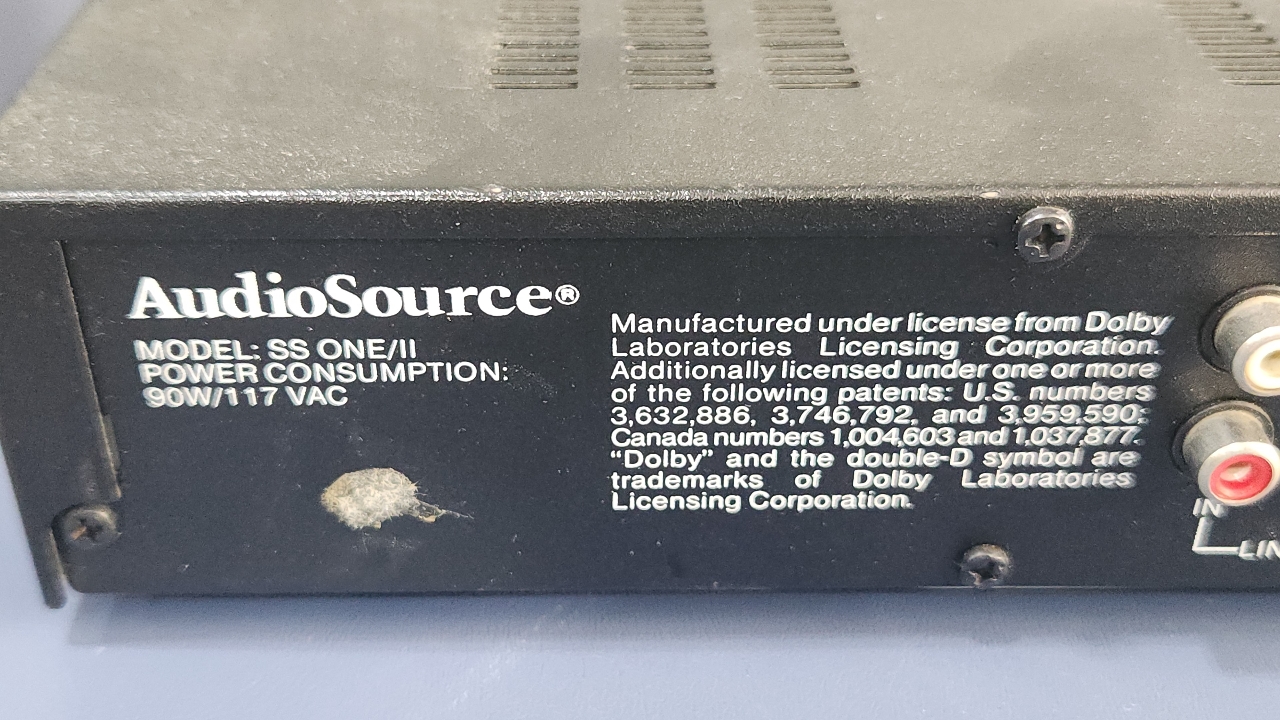 AudioSource®
MODEL: SS ONE/II
POWER CONSUMPTION:
90W/117 VAC
Manufactured under license from Dolby
Laboratories Licensing Corporation.
Additionally licensed under one or more
of the following patents: U.S. numbers
3,632,886, 3,746,792, and 3,959,590;
Canada numbers 1,004,603 and 1,037,877.
“Dolby” and the double-D symbol are
trademarks of Dolby Laboratories
Licensing Corporation.
IN